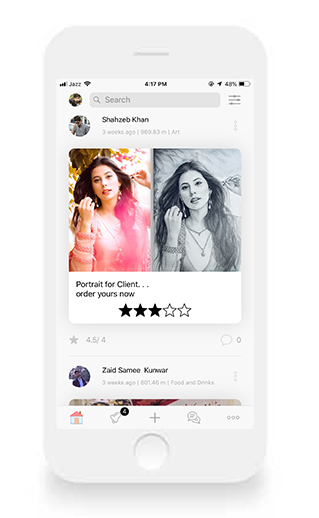 Jazz 4:17 PM 48%
Search
Shahzeb Khan
3 weeks ago | 969.83 m | Art
Portrait for Client. . .
order yours now
4.5/ 4 0
Zaid Samee Kunwar
3 weeks ago | 601.46 m | Food and Drinks
4